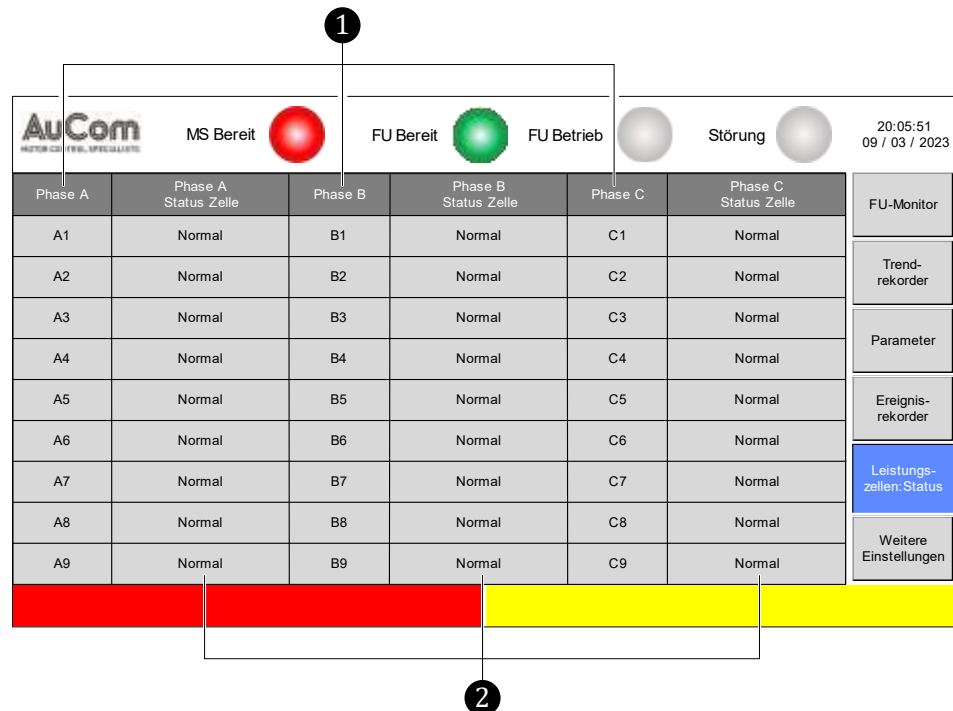 1
AuCom
MOTOR CONTROL SPECIALISTS
MS Bereit
FU Bereit
FU Betrieb
Störung
20:05:51
09 / 03 / 2023
Phase A
Phase A
Status Zelle
Phase B
Phase B
Status Zelle
Phase C
Phase C
Status Zelle
A1 Normal B1 Normal C1 Normal
A2 Normal B2 Normal C2 Normal
A3 Normal B3 Normal C3 Normal
A4 Normal B4 Normal C4 Normal
A5 Normal B5 Normal C5 Normal
A6 Normal B6 Normal C6 Normal
A7 Normal B7 Normal C7 Normal
A8 Normal B8 Normal C8 Normal
A9 Normal B9 Normal C9 Normal
FU-Monitor
Trend-
rekorder
Parameter
Ereignis-
rekorder
Leistungs-
zellen:Status
Weitere
Einstellungen
2